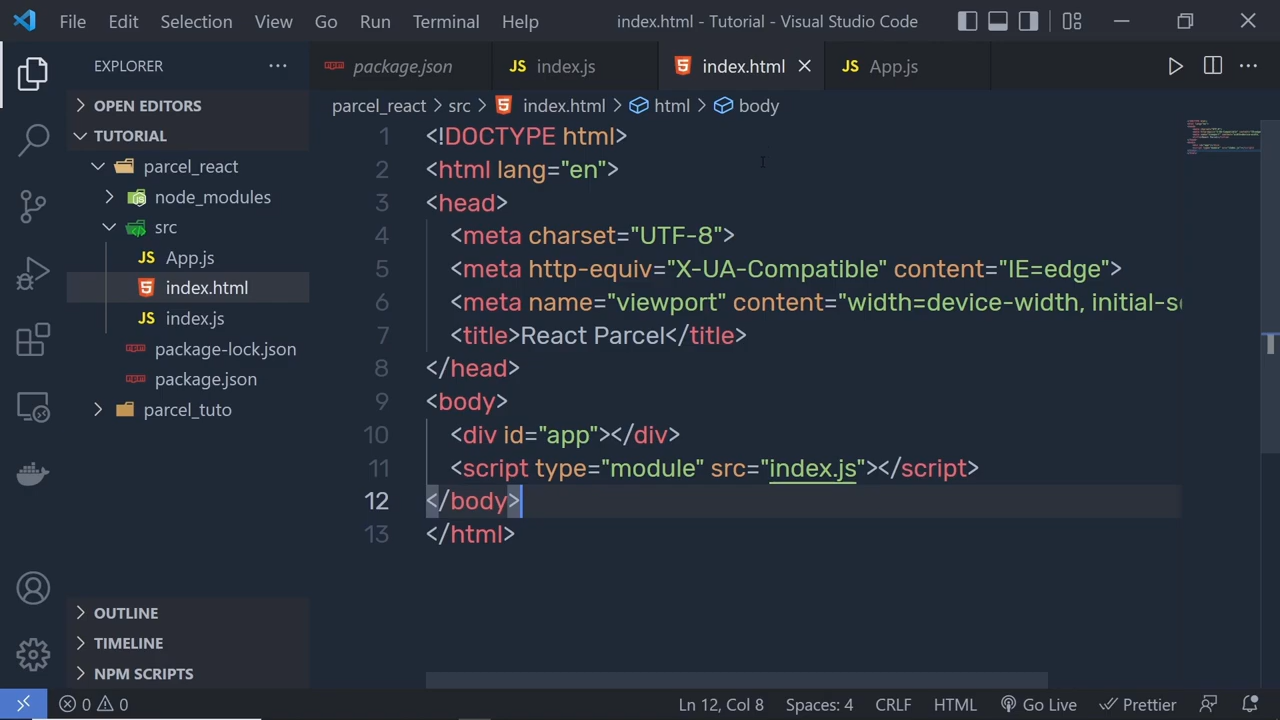 File Edit Selection View Go Run Terminal Help index.html - Tutorial - Visual Studio Code
EXPLORER
OPEN EDITORS
TUTORIAL
parcel_react
node_modules
src
JS App.js
index.html
JS index.js
package-lock.json
package.json
parcel_tuto
OUTLINE
TIMELINE
NPM SCRIPTS
package.json JS index.js index.html JS App.js
parcel_react > src > index.html > html > body
1 <!DOCTYPE html>
2 <html lang="en">
3 <head>
4 <meta charset="UTF-8">
5 <meta http-equiv="X-UA-Compatible" content="IE=edge">
6 <meta name="viewport" content="width=device-width, initial-sc
7 <title>React Parcel</title>
8 </head>
9 <body>
10 <div id="app"></div>
11 <script type="module" src="index.js"></script>
12 </body>
13 </html>
0 0 Ln 12, Col 8 Spaces: 4 CRLF HTML Go Live Prettier